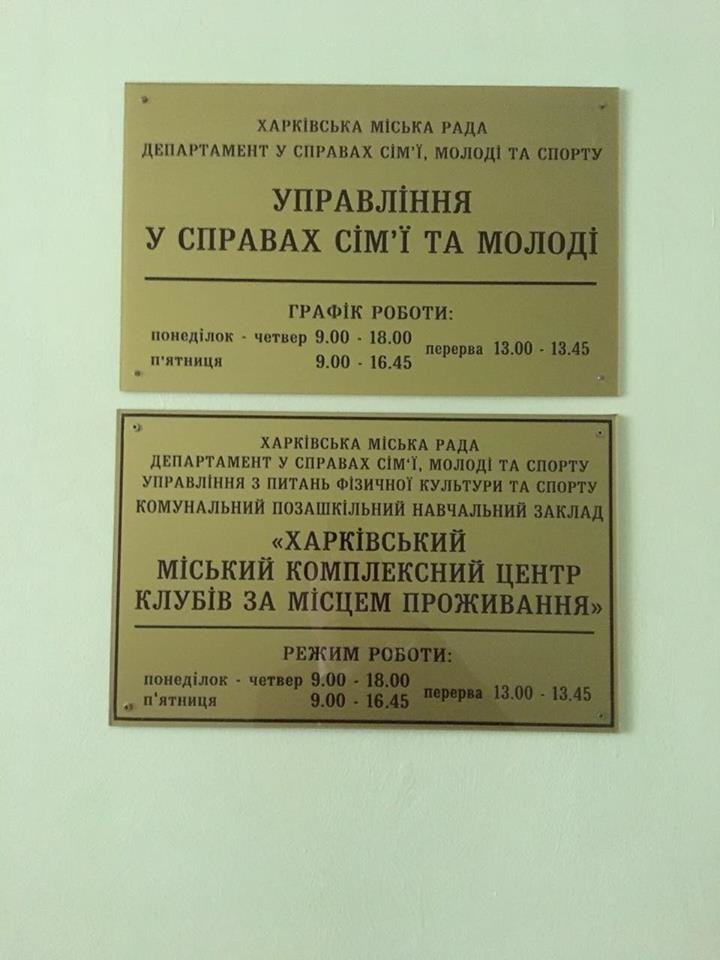 ХАРКІВСЬКА МІСЬКА РАДА
ДЕПАРТАМЕНТ У СПРАВАХ СІМ'Ї, МОЛОДІ ТА СПОРТУ
УПРАВЛІННЯ
У СПРАВАХ СІМ'Ї ТА МОЛОДІ
ГРАФІК РОБОТИ:
понеділок - четвер 9.00 - 18.00
п'ятниця 9.00 - 16.45
перерва 13.00 - 13.45
ХАРКІВСЬКА МІСЬКА РАДА
ДЕПАРТАМЕНТ У СПРАВАХ СІМ'Ї, МОЛОДІ ТА СПОРТУ
УПРАВЛІННЯ З ПИТАНЬ ФІЗИЧНОЇ КУЛЬТУРИ ТА СПОРТУ
КОМУНАЛЬНИЙ ПОЗАШКІЛЬНИЙ НАВЧАЛЬНИЙ ЗАКЛАД
«ХАРКІВСЬКИЙ
МІСЬКИЙ КОМПЛЕКСНИЙ ЦЕНТР
КЛУБІВ ЗА МІСЦЕМ ПРОЖИВАННЯ»
РЕЖИМ РОБОТИ:
понеділок - четвер 9.00 - 18.00
п'ятниця 9.00 - 16.45
перерва 13.00 - 13.45